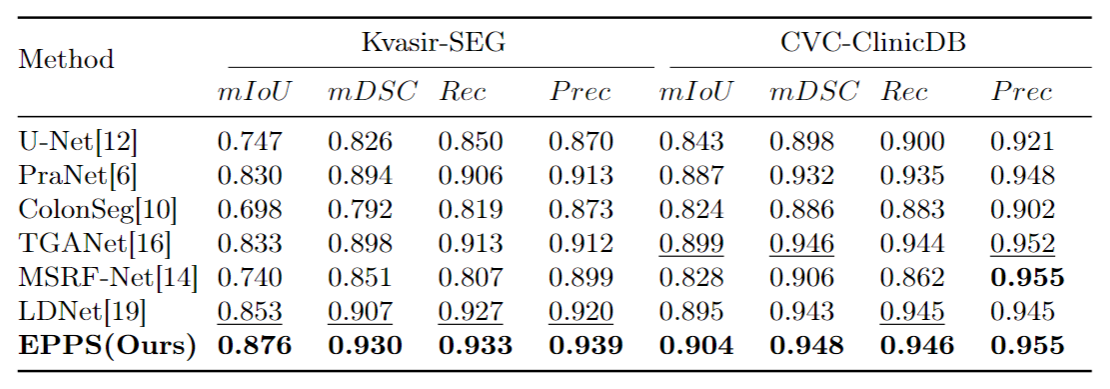 Method Kvasir-SEG CVC-ClinicDB
mIoU mDSC Rec Prec mIoU mDSC Rec Prec
U-Net[12] 0.747 0.826 0.850 0.870 0.843 0.898 0.900 0.921
PraNet[6] 0.830 0.894 0.906 0.913 0.887 0.932 0.935 0.948
ColonSeg[10] 0.698 0.792 0.819 0.873 0.824 0.886 0.883 0.902
TGANet[16] 0.833 0.898 0.913 0.912 0.899 0.946 0.944 0.952
MSRF-Net[14] 0.740 0.851 0.807 0.899 0.828 0.906 0.862 0.955
LDNet[19] 0.853 0.907 0.927 0.920 0.895 0.943 0.945 0.945
EPPS(Ours) 0.876 0.930 0.933 0.939 0.904 0.948 0.946 0.955